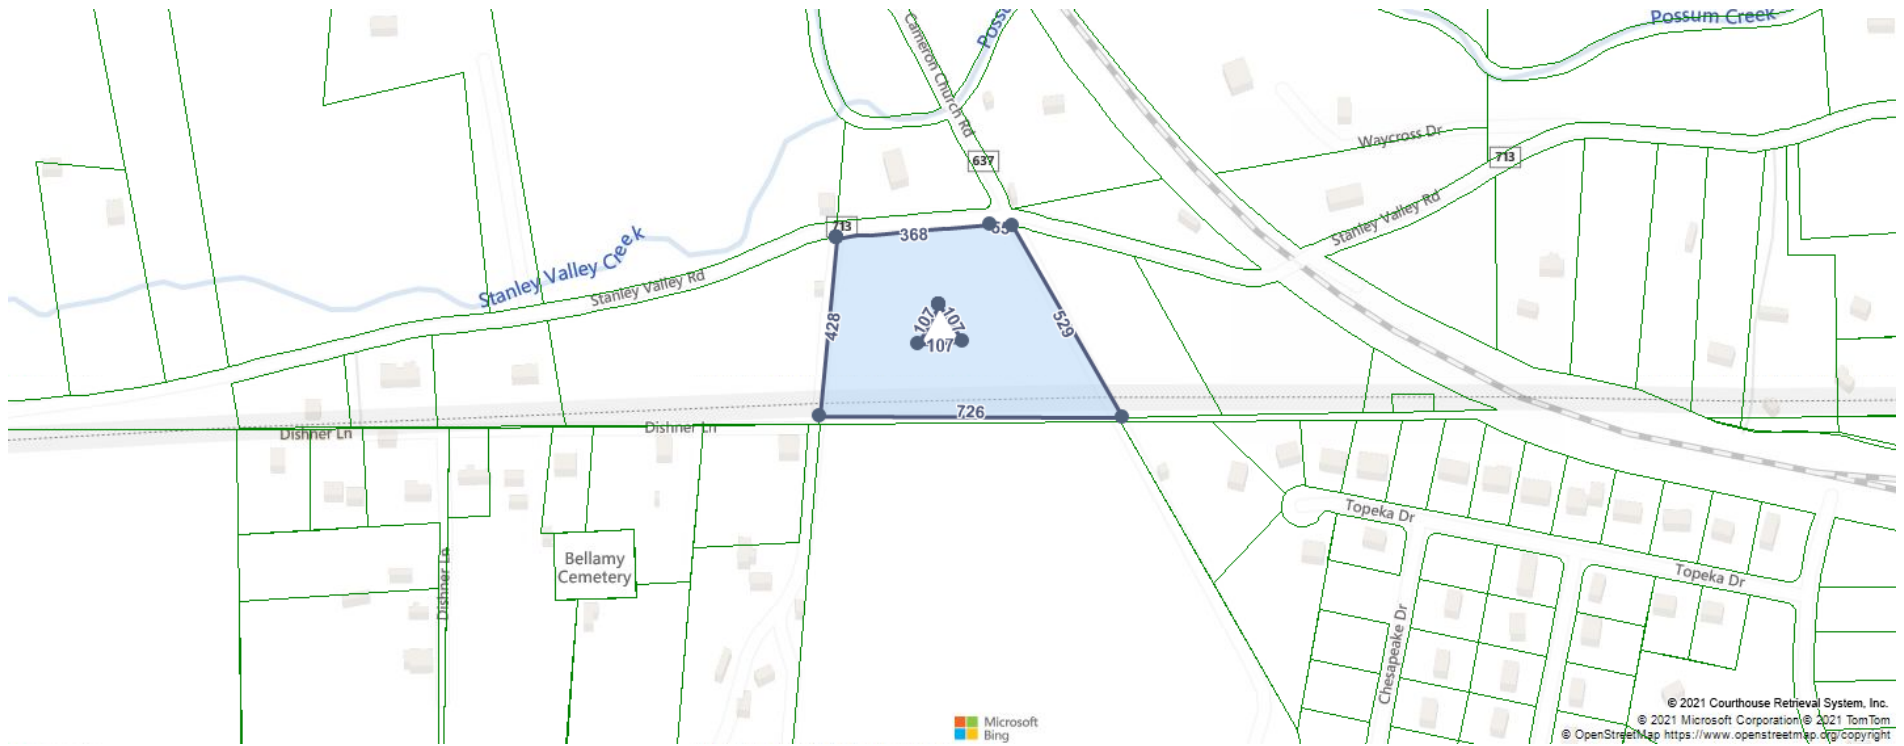 Possum Creek
Cameron Church Rd
637
Waycross Dr
713
Stanley Valley Rd
713
368
Stanley Valley Creek
Stanley Valley Rd
428
107
107
107
529
726
Dishner Ln
Dishner Ln
Dishner Ln
Bellamy
Cemetery
Topeka Dr
Topeka Dr
Chesapeake Dr
Microsoft
Bing
© 2021 Courthouse Retrieval System, Inc.
© 2021 Microsoft Corporation © 2021 TomTom
© OpenStreetMap https://www.openstreetmap.org/copyright